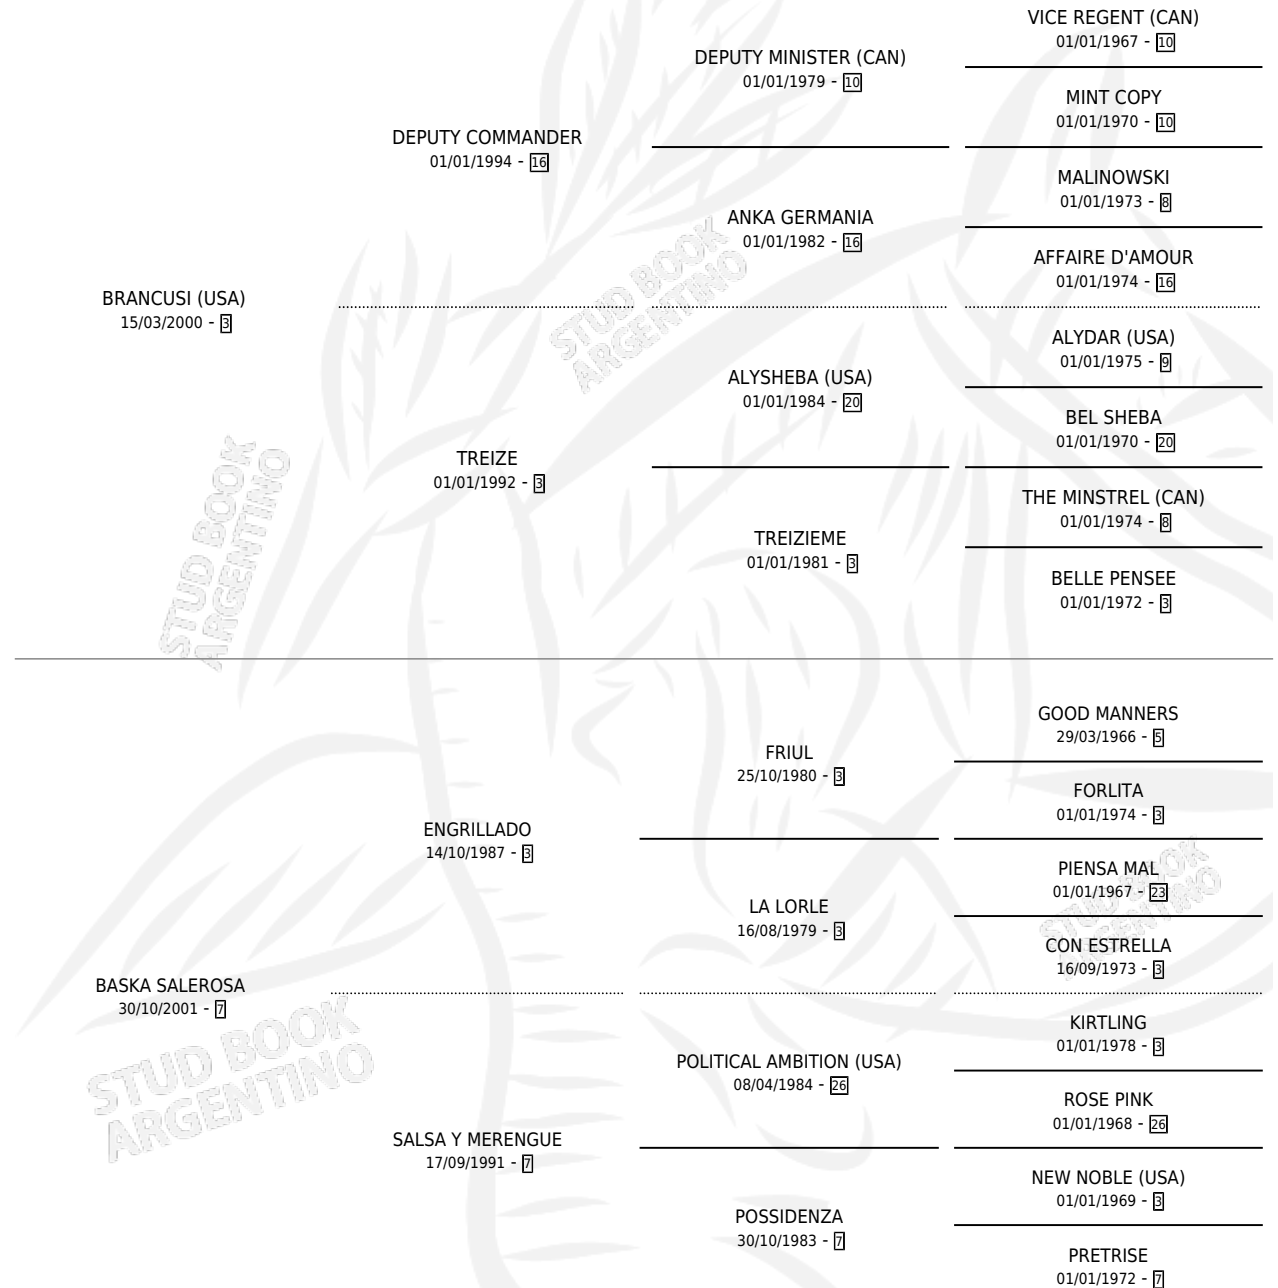 VICE REGENT (CAN)
01/01/1967 - 10
DEPUTY MINISTER (CAN)
01/01/1979 - 10
MINT COPY
01/01/1970 - 10
DEPUTY COMMANDER
01/01/1994 - 16
MALINOWSKI
01/01/1973 - 8
ANKA GERMANIA
01/01/1982 - 16
AFFAIRE D'AMOUR
01/01/1974 - 16
BRANCUSI (USA)
15/03/2000 - 3
STUD BOOK
ARGENTINO
ALYDAR (USA)
01/01/1975 - 9
ALYSHEBA (USA)
01/01/1984 - 20
BEL SHEBA
01/01/1970 - 20
TREIZE
01/01/1992 - 3
THE MINSTREL (CAN)
01/01/1974 - 8
TREIZIEME
01/01/1981 - 3
BELLE PENSEE
01/01/1972 - 3
STUD BOOK
ARGENTINO
GOOD MANNERS
29/03/1966 - 5
FRIUL
25/10/1980 - 3
FORLITA
01/01/1974 - 3
ENGRILLADO
14/10/1987 - 3
PIENSA MAL
01/01/1967 - 23
LA LORLE
16/08/1979 - 3
STUD BOOK
ARGENTINO
CON ESTRELLA
16/09/1973 - 3
BASKA SALEROSA
30/10/2001 - 7
STUD BOOK
ARGENTINO
KIRTLING
01/01/1978 - 3
POLITICAL AMBITION (USA)
08/04/1984 - 26
ROSE PINK
01/01/1968 - 26
SALSA Y MERENGUE
17/09/1991 - 7
NEW NOBLE (USA)
01/01/1969 - 3
POSSIDENZA
30/10/1983 - 7
PRETRISE
01/01/1972 - 7